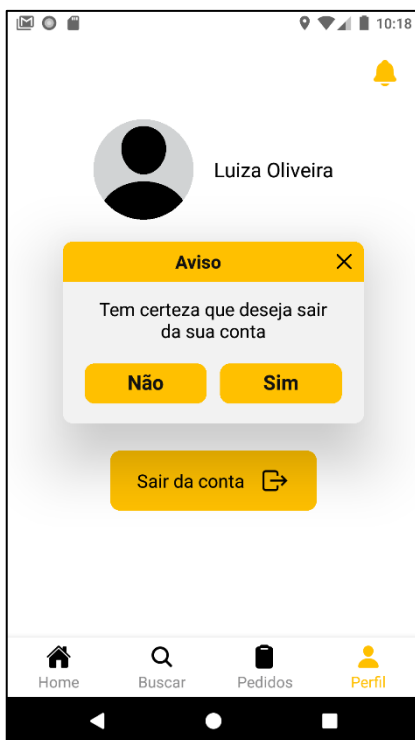 10:18
Luiza Oliveira
Aviso
Tem certeza que deseja sair
da sua conta
Não Sim
Sair da conta
Home Buscar Pedidos Perfil